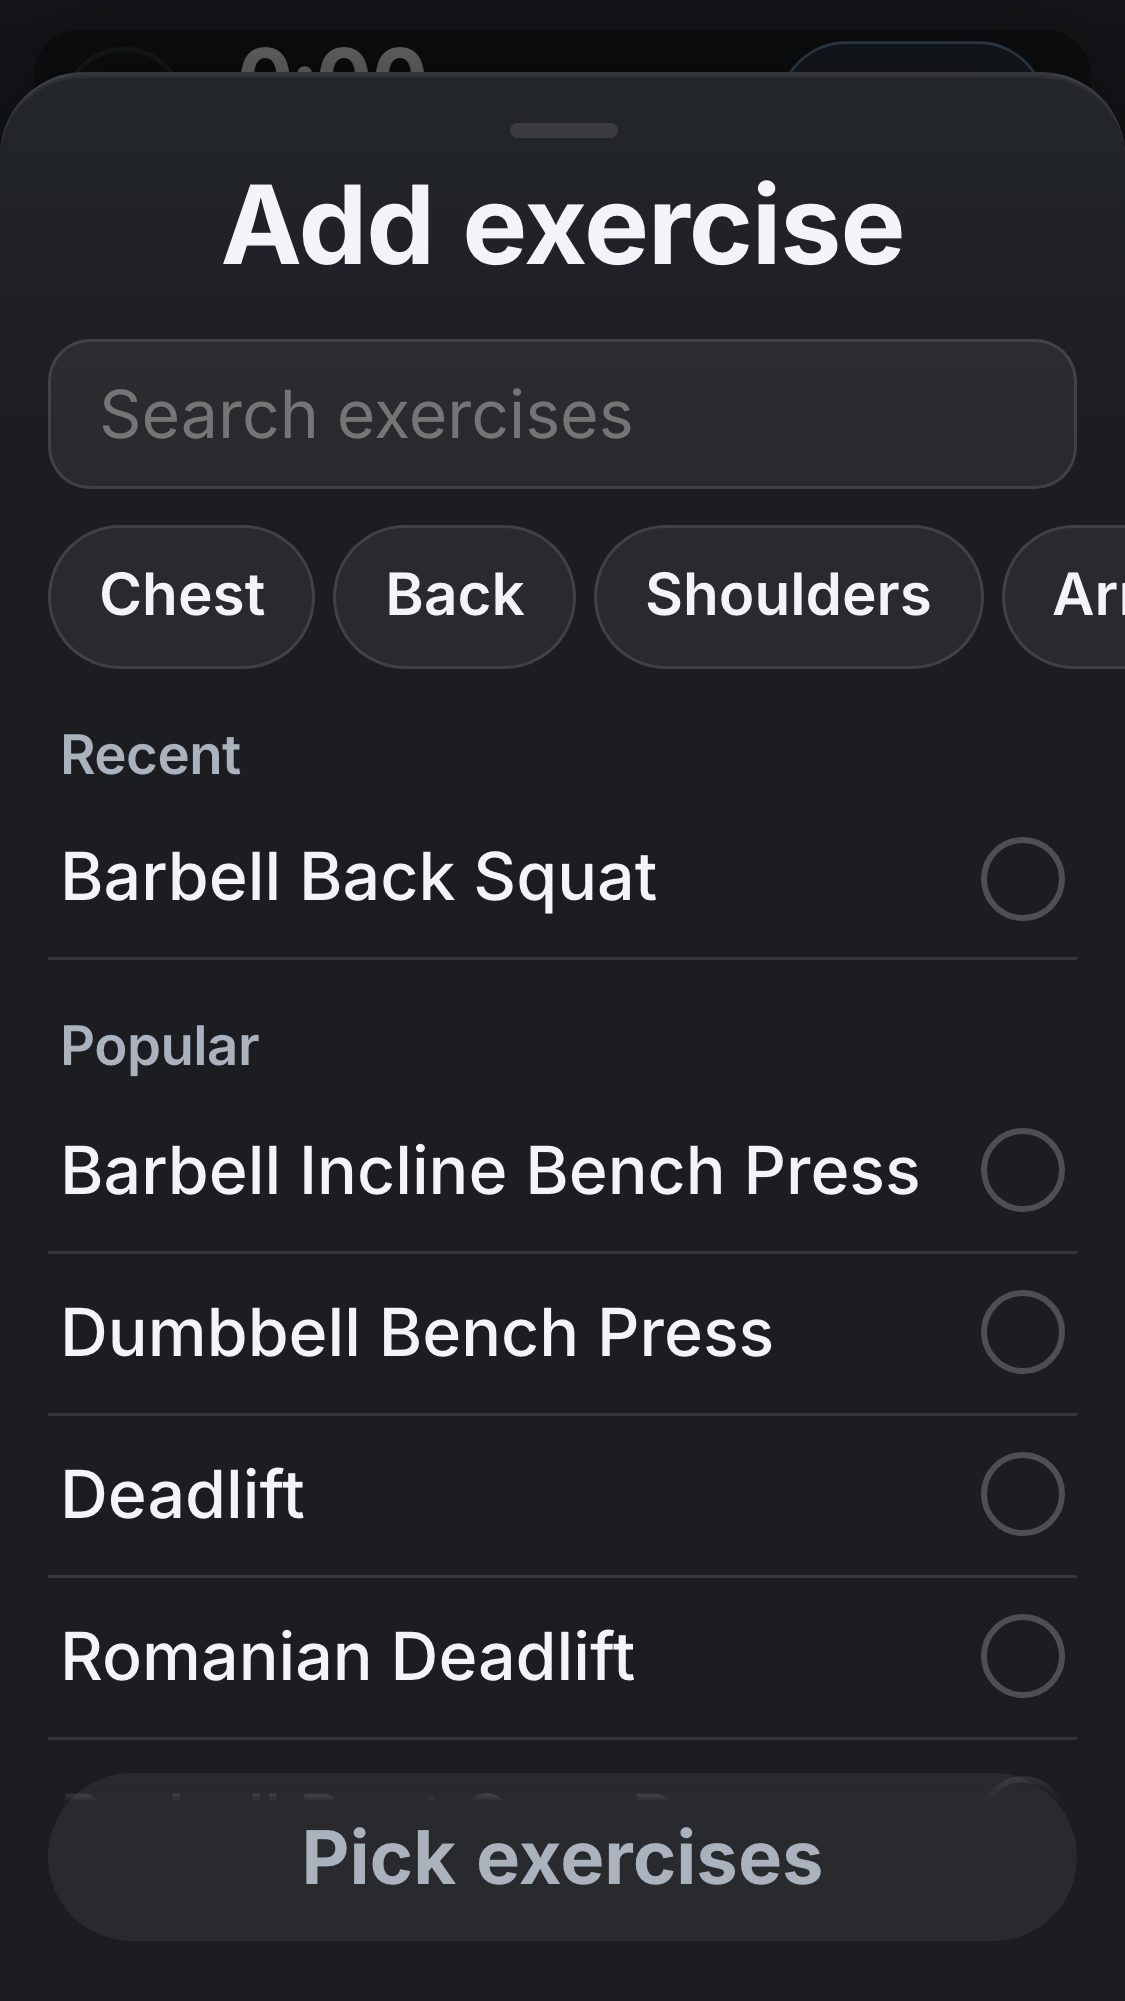 Add exercise
Search exercises
Chest Back Shoulders
Recent
Barbell Back Squat
Popular
Barbell Incline Bench Press
Dumbbell Bench Press
Deadlift
Romanian Deadlift
Pick exercises